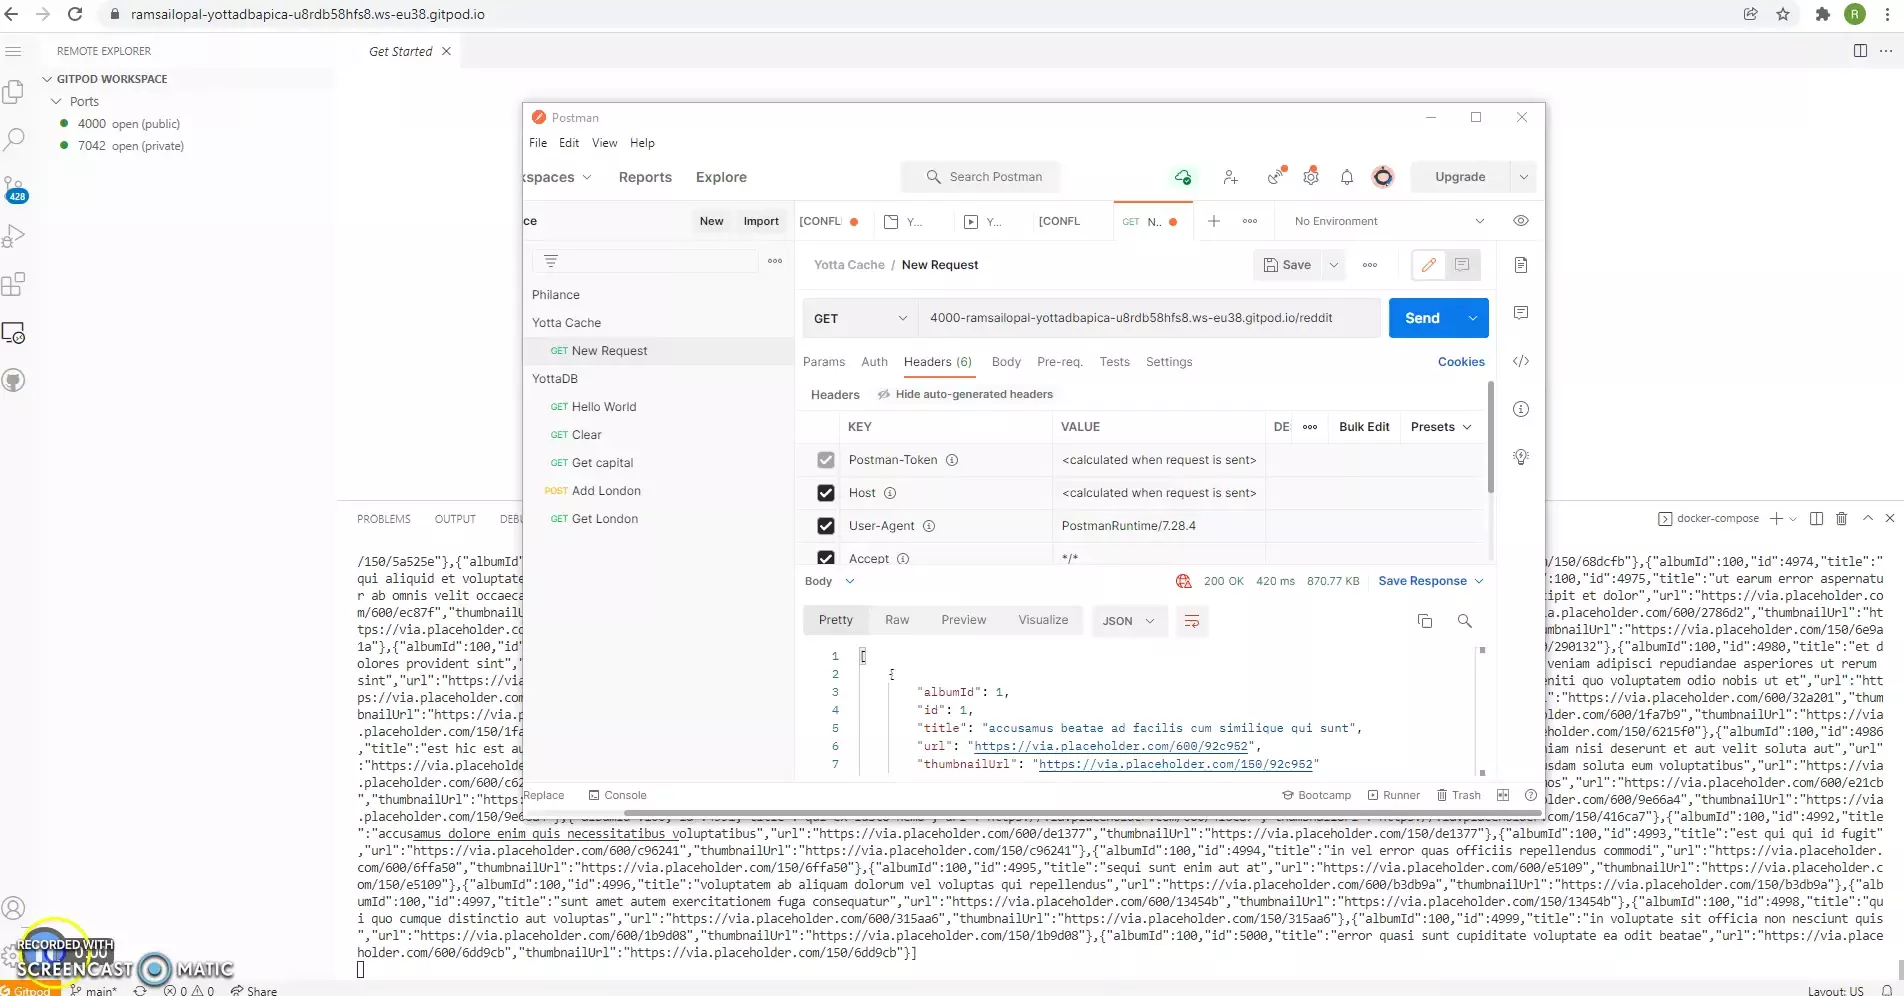 ramsailopal-yottadbapica-u8rdb58hfs8.ws-eu38.gitpod.io
R
REMOTE EXPLORER
Get Started
GITPOD WORKSPACE
Ports
4000 open (public)
7042 open (private)
428
Postman
File Edit View Help
kspaces
Reports
Explore
Search Postman
Upgrade
ce
New
Import
[CONFLI
Y...
Y...
[CONFL
GET N..
No Environment
Yotta Cache / New Request
Save
Philance
Yotta Cache
GET New Request
YottaDB
GET Hello World
GET Clear
GET Get capital
POST Add London
GET Get London
GET
4000-ramsailopal-yottadbapica-u8rdb58hfs8.ws-eu38.gitpod.io/reddit
Send
Params Auth Headers (6) Body Pre-req. Tests Settings
Cookies
Headers
Hide auto-generated headers
KEY VALUE DE Bulk Edit Presets
Postman-Token <calculated when request is sent>
Host <calculated when request is sent>
User-Agent PostmanRuntime/7.28.4
Accept */*
Body
200 OK 420 ms 870.77 KB Save Response
Pretty Raw Preview Visualize JSON
1 [
2 {
3 "albumId": 1,
4 "id": 1,
5 "title": "accusamus beatae ad facilis cum similique qui sunt",
6 "url": "https://via.placeholder.com/600/92c952",
7 "thumbnailUrl": "https://via.placeholder.com/150/92c952"
Replace
Console
Bootcamp Runner Trash
PROBLEMS OUTPUT DEBU
docker-compose
/150/5a525e"},{"albumId" /150/68dcfb"},{"albumId":100,"id":4974,"title":"
qui aliquid et voluptate :100,"id":4975,"title":"ut earum error aspernatu
r ab omnis velit occaeca ipit et dolor","url":"https://via.placeholder.co
m/600/ec87f","thumbnailU .placeholder.com/600/2786d2","thumbnailUrl":"ht
tps://via.placeholder.co mbnailUrl":"https://via.placeholder.com/150/6e9a
1a"},{"albumId":100,"id" /290132"},{"albumId":100,"id":4980,"title":"et d
olores provident sint"," veniam adipisci repudiandae asperiores ut rerum
sint","url":"https://via eniti quo voluptatem odio nobis ut et","url":"htt
ps://via.placeholder.com "https://via.placeholder.com/600/32a201","thum
bnailUrl":"https://via.p lder.com/600/1fa7b9","thumbnailUrl":"https://via
.placeholder.com/150/1fa .placeholder.com/150/6215f0"},{"albumId":100,"id":4986
,"title":"est hic est au iam nisi deserunt et aut velit soluta aut","url"
:"https://via.placeholde usdam soluta eum voluptatibus","url":"https://via
.placeholder.com/600/c62 os","url":"https://via.placeholder.com/600/e21cb
","thumbnailUrl":"https: lder.com/600/9e66a4","thumbnailUrl":"https://via
.placeholder.com/150/9e6 /150/416ca7"},{"albumId":100,"id":4992,"title
":"accusamus dolore enim quis necessitatibus voluptatibus","url":"https://via.placeholder.com/600/de1377","thumbnailUrl":"https://via.placeholder.com/150/de1377"},{"albumId":100,"id":4993,"title":"est qui qui id fugit"
,"url":"https://via.placeholder.com/600/c96241","thumbnailUrl":"https://via.placeholder.com/150/c96241"},{"albumId":100,"id":4994,"title":"in vel error quas officiis repellendus commodi","url":"https://via.placeholder.
com/600/6ffa50","thumbnailUrl":"https://via.placeholder.com/150/6ffa50"},{"albumId":100,"id":4995,"title":"sequi sunt enim aut at","url":"https://via.placeholder.com/600/e5109","thumbnailUrl":"https://via.placeholder.c
om/150/e5109"},{"albumId":100,"id":4996,"title":"voluptatem ab aliquam dolorum vel voluptas qui repellendus","url":"https://via.placeholder.com/600/b3db9a","thumbnailUrl":"https://via.placeholder.com/150/b3db9a"},{"alb
umId":100,"id":4997,"title":"sunt amet autem exercitationem fuga consequatur","url":"https://via.placeholder.com/600/13454b","thumbnailUrl":"https://via.placeholder.com/150/13454b"},{"albumId":100,"id":4998,"title":"qu
i quo cumque distinctio aut voluptas","url":"https://via.placeholder.com/600/315aa6","thumbnailUrl":"https://via.placeholder.com/150/315aa6"},{"albumId":100,"id":4999,"title":"in voluptate sit officia non nesciunt quis
","url":"https://via.placeholder.com/600/1b9d08","thumbnailUrl":"https://via.placeholder.com/150/1b9d08"},{"albumId":100,"id":5000,"title":"error quasi sunt cupiditate voluptate ea odit beatae","url":"https://via.place
holder.com/600/6dd9cb","thumbnailUrl":"https://via.placeholder.com/150/6dd9cb"}]
RECORDED WITH
SCREENCAST MATIC
Gitpod main* 0 0 Share
Layout: US